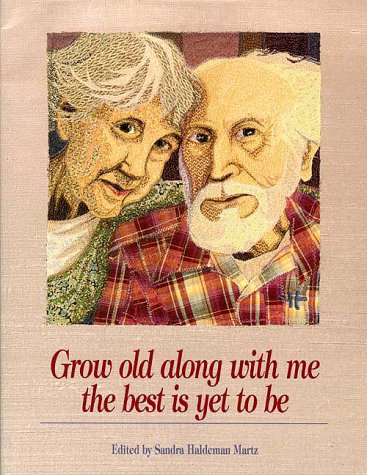 Grow old along with me
the best is yet to be
Edited by Sandra Haldeman Martz